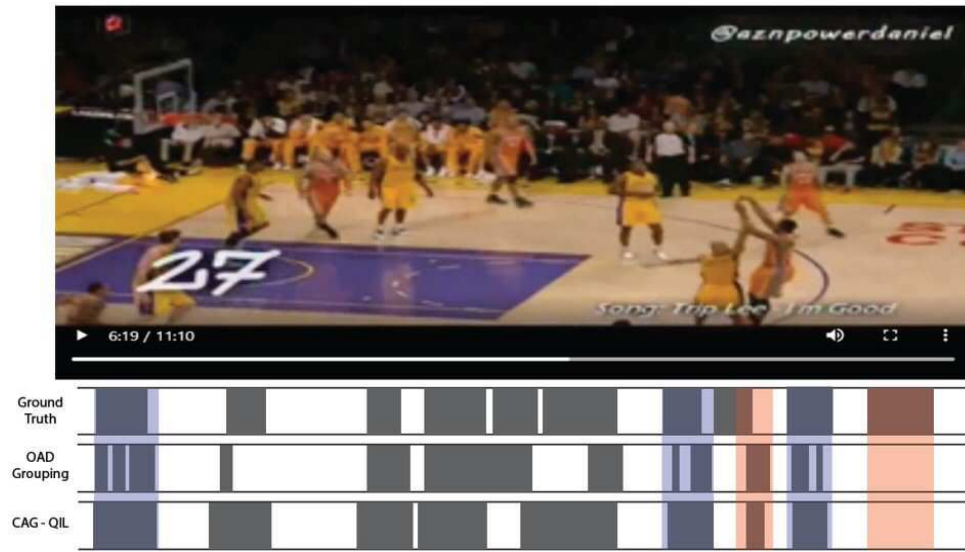 @aznpowerdaniel
27
Song: Trip Lee - I'm Good
6:19 / 11:10
Ground
Truth
OAD
Grouping
CAG - QIL